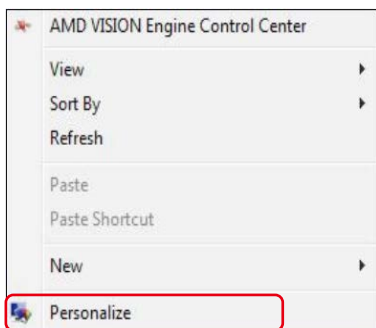 AMD VISION Engine Control Center
View
Sort By
Refresh
Paste
Paste Shortcut
New
Personalize